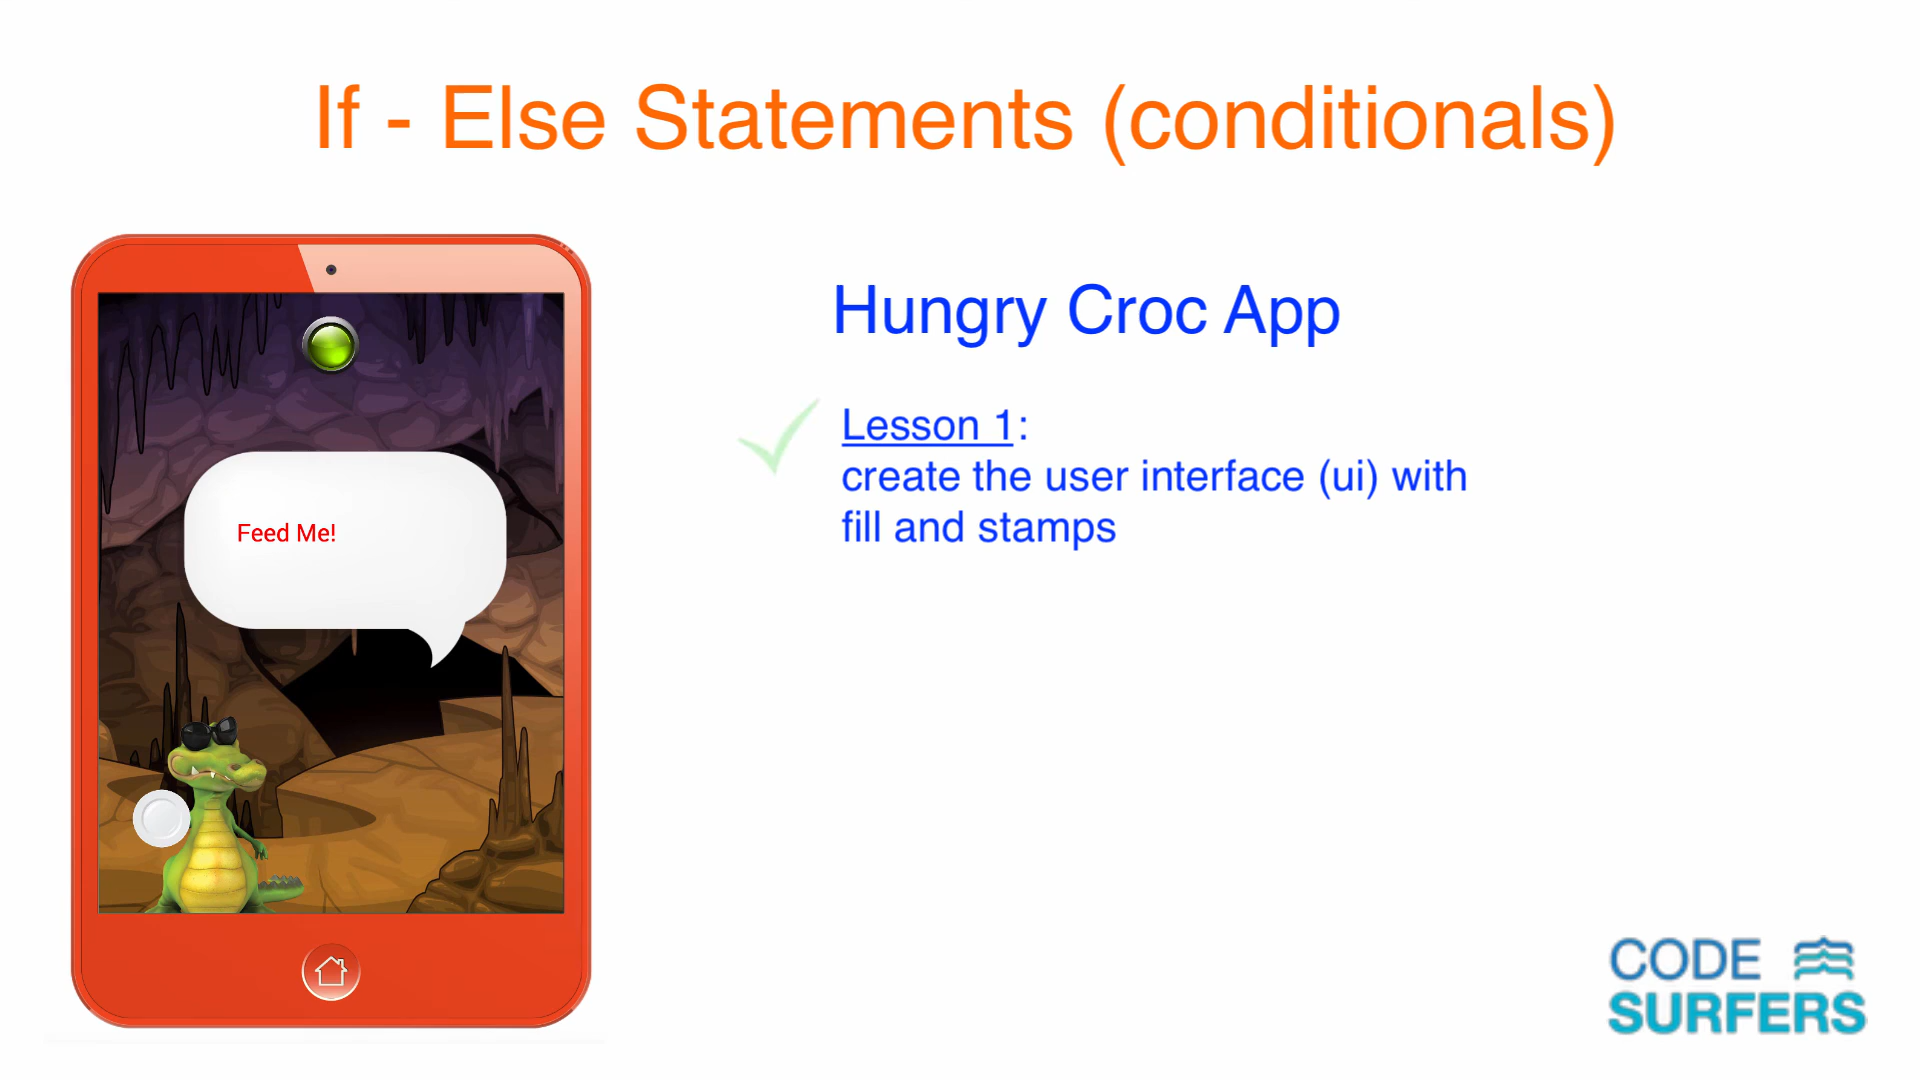 If - Else Statements (conditionals)
Hungry Croc App
Lesson 1:
create the user interface (ui) with
fill and stamps
Feed Me!
CODE
SURFERS